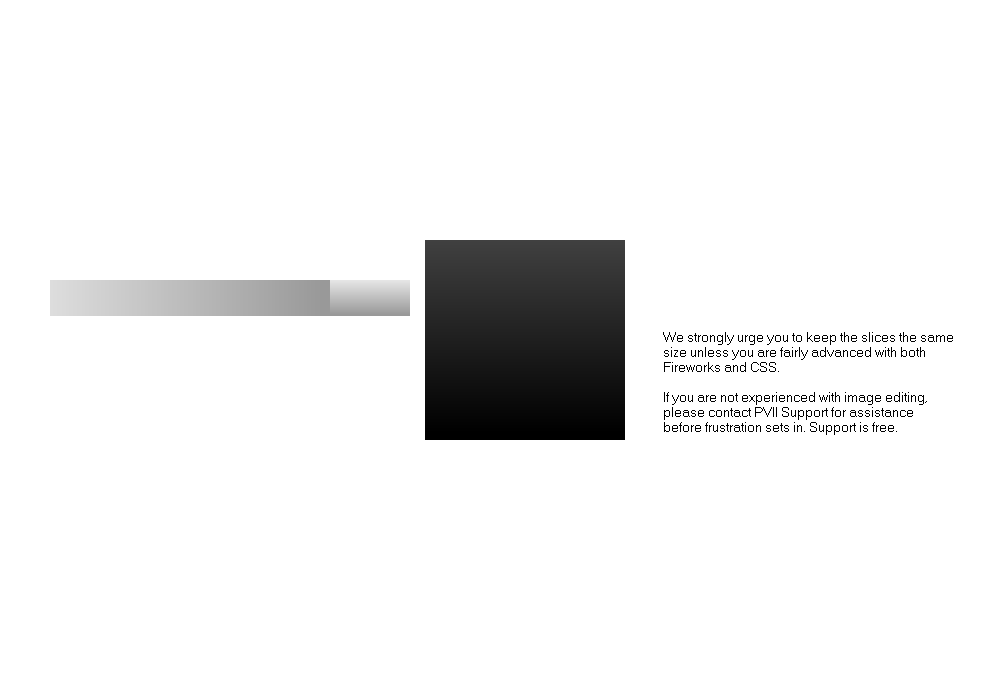 We strongly urge you to keep the slices the same
size unless you are fairly advanced with both
Fireworks and CSS.
If you are not experienced with image editing,
please contact PVII Support for assistance
before frustration sets in. Support is free.